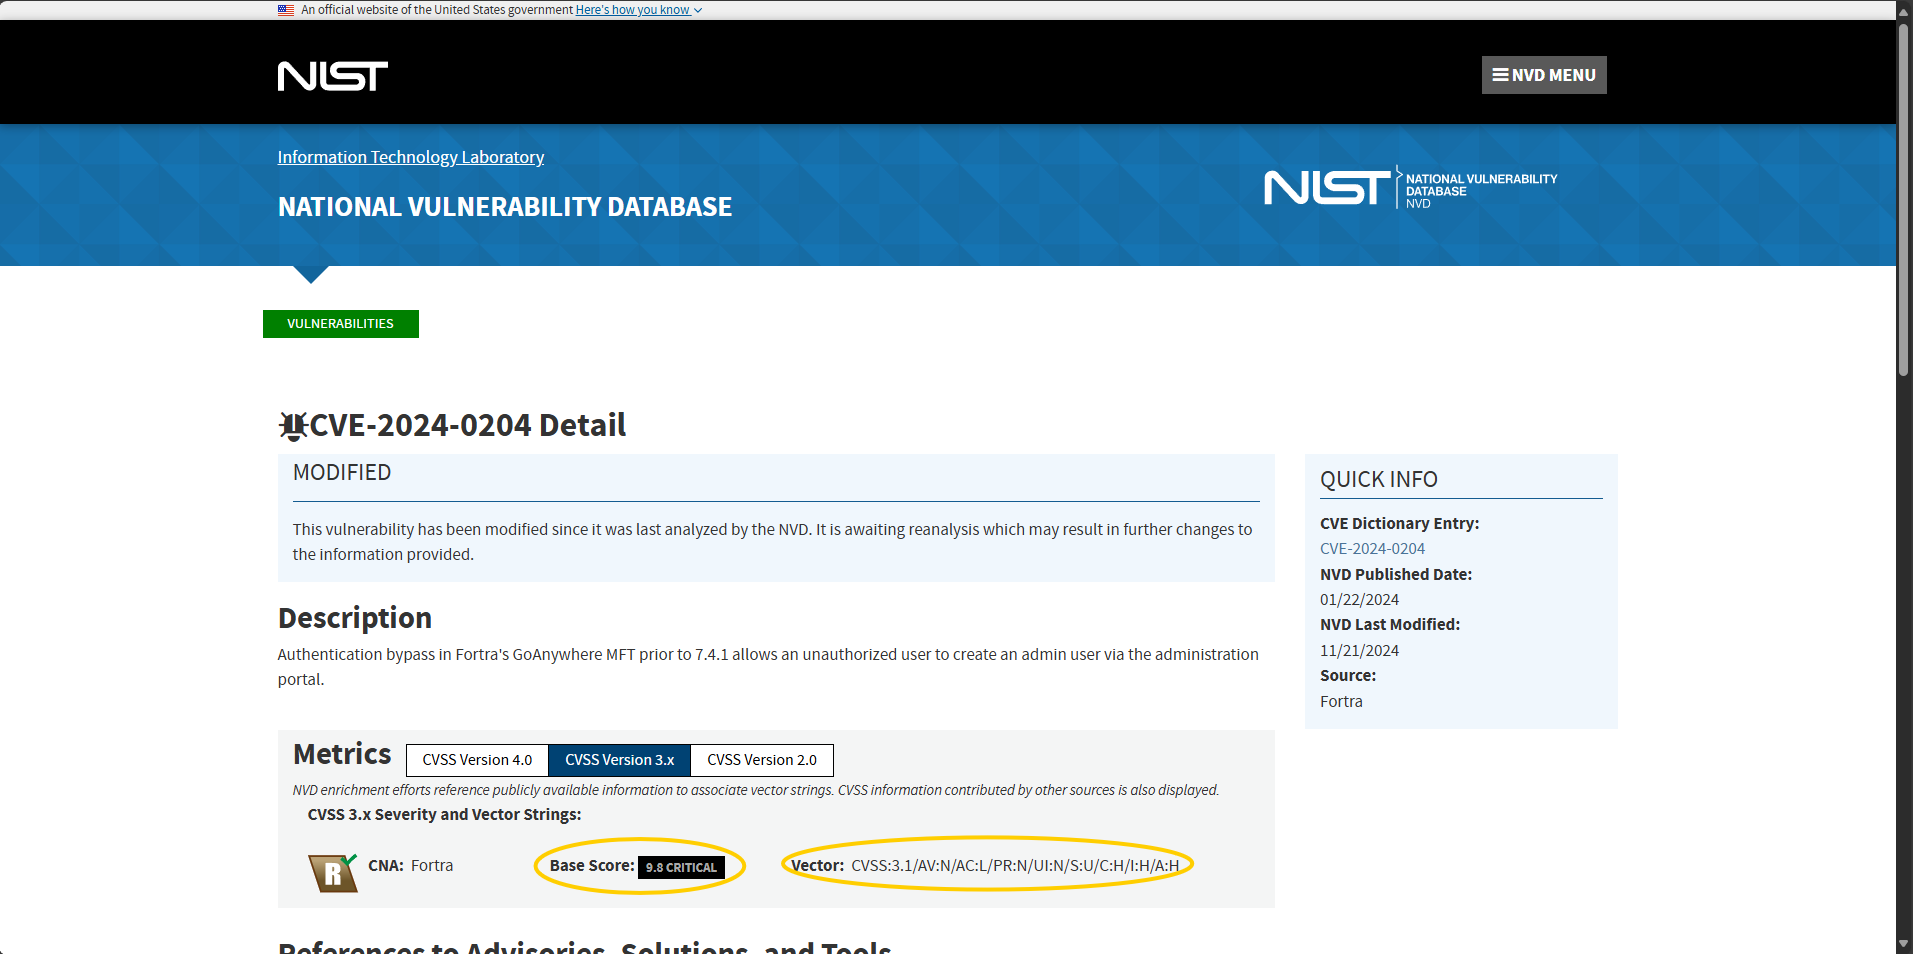 An official website of the United States government Here's how you know
NIST
NVD MENU
Information Technology Laboratory
NATIONAL VULNERABILITY DATABASE
NIST
NATIONAL VULNERABILITY
DATABASE
NVD
VULNERABILITIES
CVE-2024-0204 Detail
MODIFIED
This vulnerability has been modified since it was last analyzed by the NVD. It is awaiting reanalysis which may result in further changes to
the information provided.
Description
Authentication bypass in Fortra's GoAnywhere MFT prior to 7.4.1 allows an unauthorized user to create an admin user via the administration
portal.
Metrics
CVSS Version 4.0
CVSS Version 3.x
CVSS Version 2.0
NVD enrichment efforts reference publicly available information to associate vector strings. CVSS information contributed by other sources is also displayed.
CVSS 3.x Severity and Vector Strings:
R
CNA: Fortra
Base Score: 9.8 CRITICAL
Vector: CVSS:3.1/AV:N/AC:L/PR:N/UI:N/S:U/C:H/I:H/A:H
References to Advisories, Solutions, and Tools
QUICK INFO
CVE Dictionary Entry:
CVE-2024-0204
NVD Published Date:
01/22/2024
NVD Last Modified:
11/21/2024
Source:
Fortra